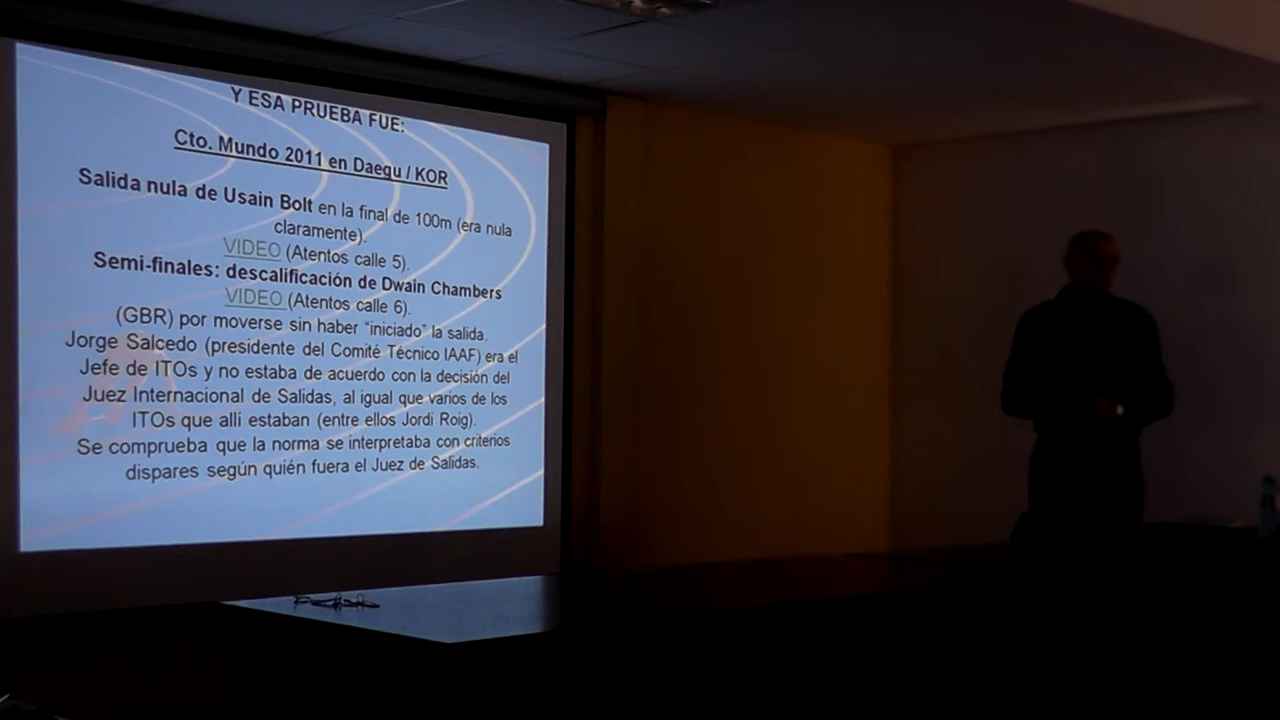 Y ESA PRUEBA FUE:
Cto. Mundo 2011 en Daegu / KOR
Salida nula de Usain Bolt en la final de 100m (era nula
claramente).
VIDEO (Atentos calle 5).
Semi-finales: descalificación de Dwain Chambers
VIDEO (Atentos calle 6).
(GBR) por moverse sin haber “iniciado” la salida.
Jorge Salcedo (presidente del Comité Técnico IAAF) era el
Jefe de ITOs y no estaba de acuerdo con la decisión del
Juez Internacional de Salidas, al igual que varios de los
ITOs que allí estaban (entre ellos Jordi Roig).
Se comprueba que la norma se interpretaba con criterios
dispares según quién fuera el Juez de Salidas.